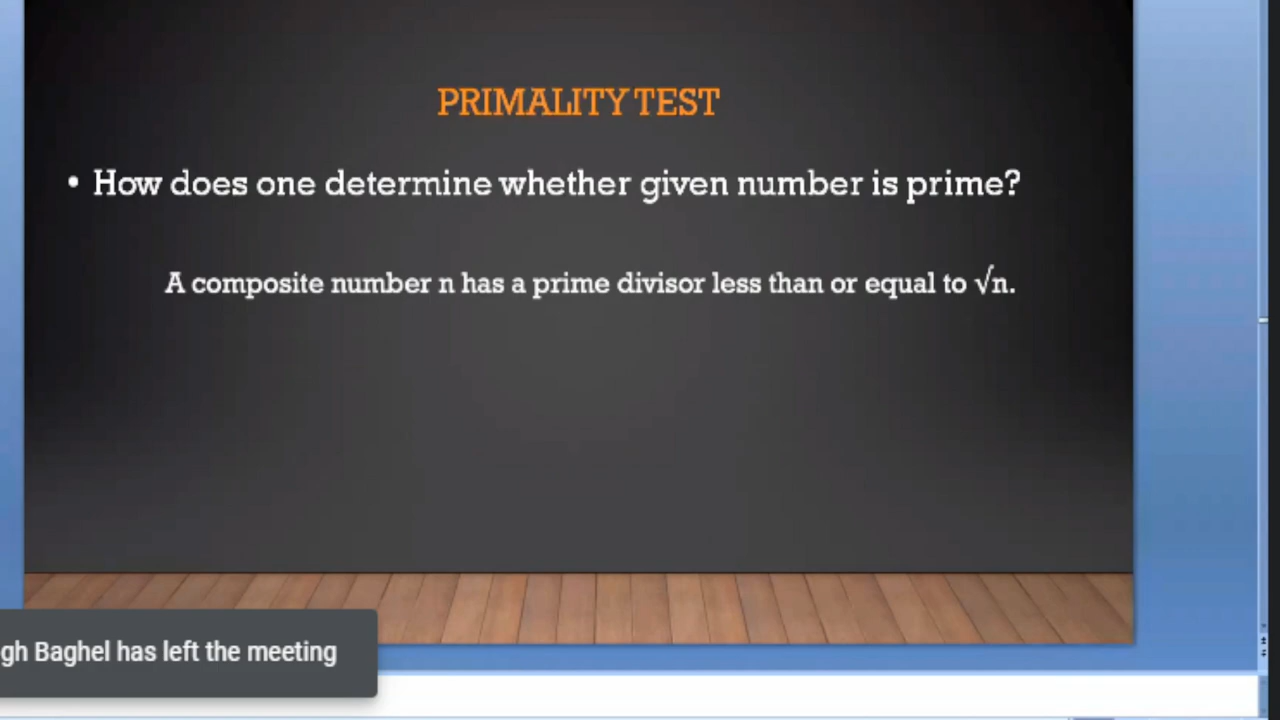 PRIMALITY TEST
• How does one determine whether given number is prime?
A composite number n has a prime divisor less than or equal to √n.
gh Baghel has left the meeting